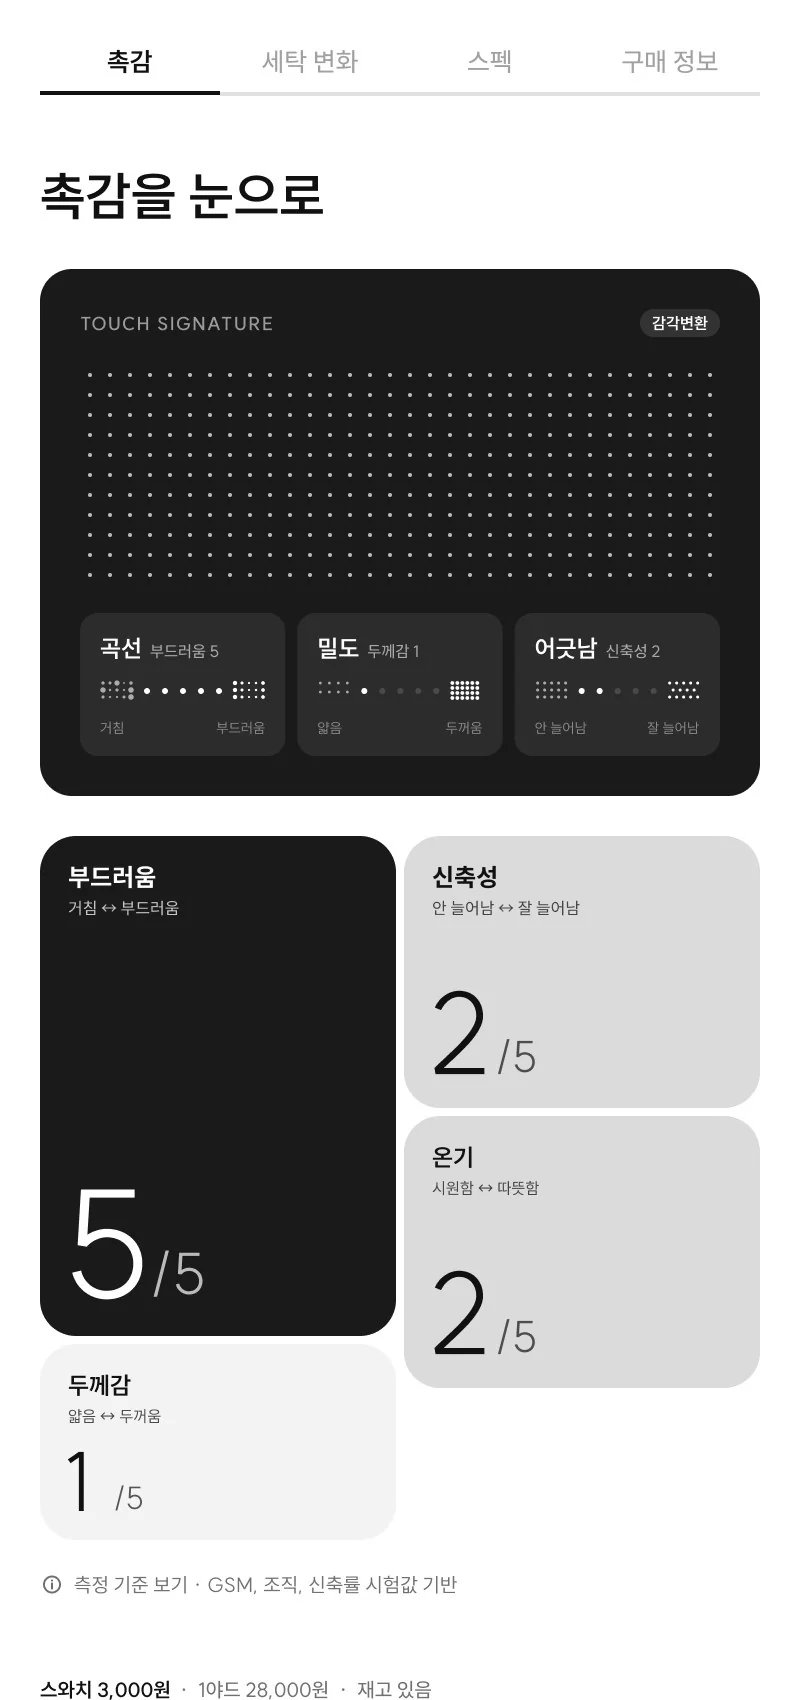 촉감 세탁 변화 스펙 구매 정보
촉감을 눈으로
TOUCH SIGNATURE 감각변환
곡선 부드러움 5
거침 부드러움
밀도 두께감 1
얇음 두꺼움
어긋남 신축성 2
안 늘어남 잘 늘어남
부드러움
거침 ↔ 부드러움
5/5
신축성
안 늘어남 ↔ 잘 늘어남
2/5
온기
시원함 ↔ 따뜻함
2/5
두께감
얇음 ↔ 두꺼움
1 /5
측정 기준 보기 · GSM, 조직, 신축률 시험값 기반
스와치 3,000원 · 1야드 28,000원 · 재고 있음